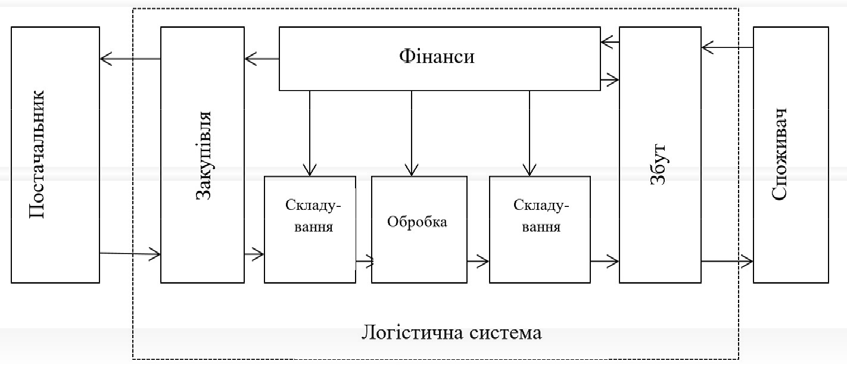 Постачальник
Закупівля
Фінанси
Складу-
вання
Обробка
Складу-
вання
Збут
Споживач
Логістична система